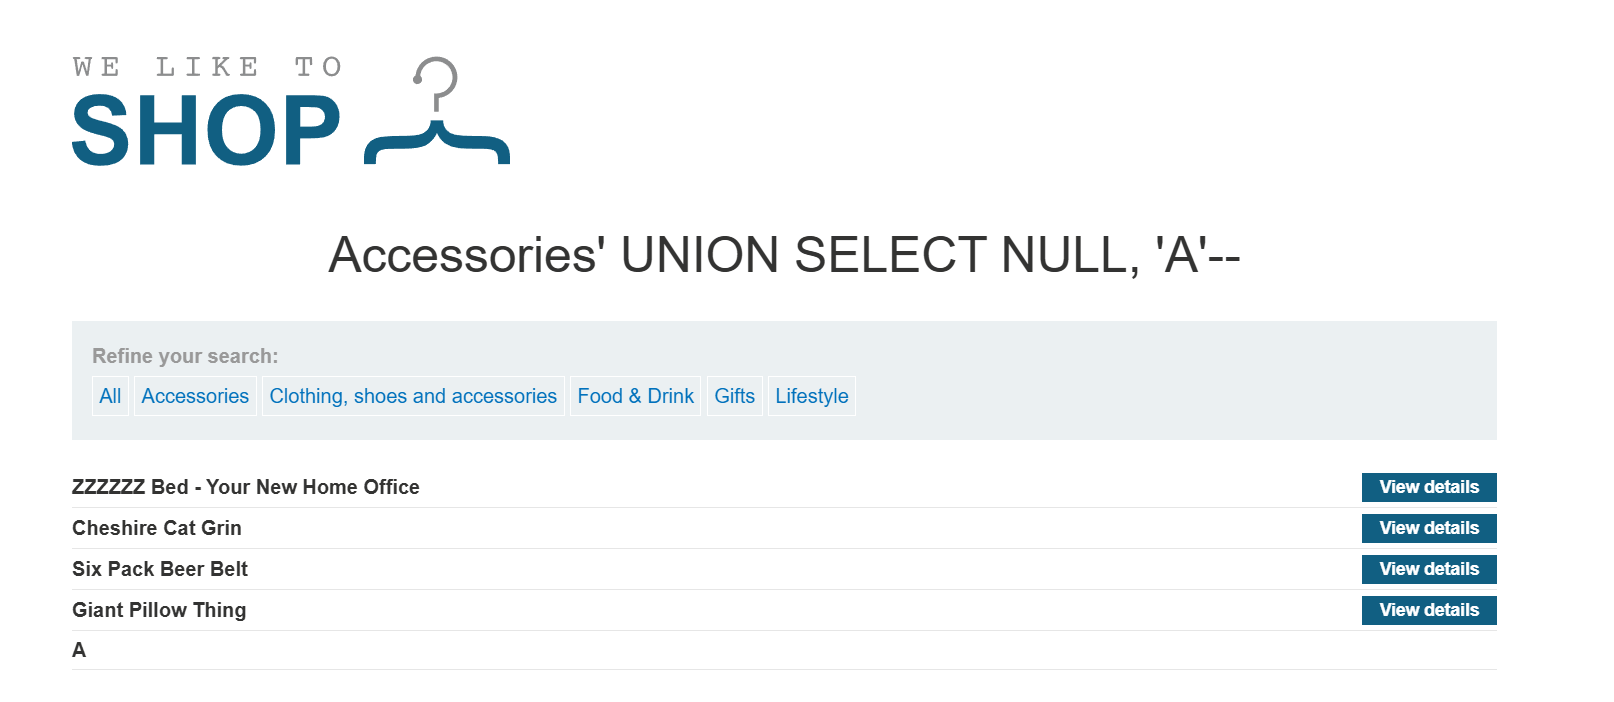 WE LIKE TO
SHOP
Accessories' UNION SELECT NULL, 'A'--
Refine your search:
All Accessories Clothing, shoes and accessories Food & Drink Gifts Lifestyle
ZZZZZZ Bed - Your New Home Office View details
Cheshire Cat Grin View details
Six Pack Beer Belt View details
Giant Pillow Thing View details
A